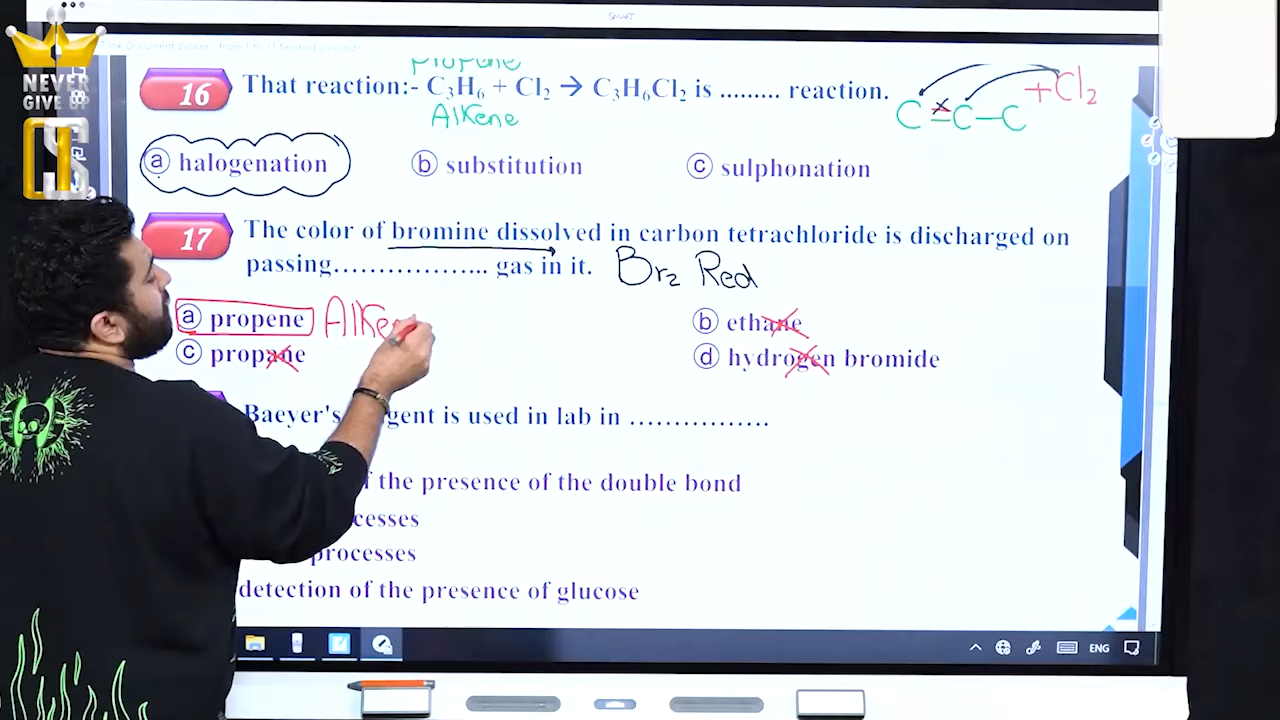 SMART
NEVER
GIVE UP
propene
16 That reaction:- C₃H₆ + Cl₂ → C₃H₆Cl₂ is ......... reaction.
Alkene
C=C-C +Cl₂
ⓐ halogenation ⓑ substitution ⓒ sulphonation
17 The color of bromine dissolved in carbon tetrachloride is discharged on
passing.................. gas in it. Br₂ Red
ⓐ propene Alke ⓑ ethane
ⓒ propane ⓓ hydrogen bromide
Baeyer's gent is used in lab in ................
the presence of the double bond
cesses
processes
detection of the presence of glucose
ENG